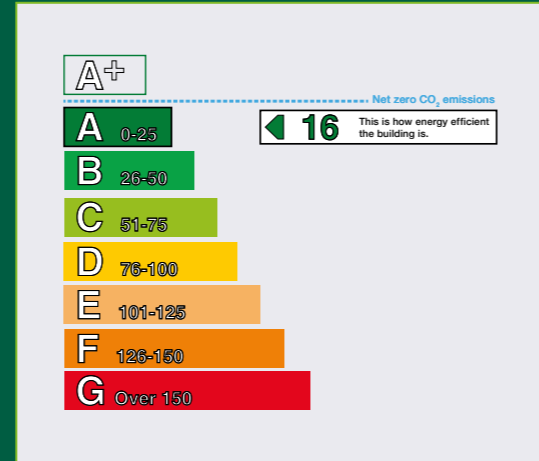 A+
Net zero CO₂ emissions
A 0-25
16 This is how energy efficient
the building is.
B 26-50
C 51-75
D 76-100
E 101-125
F 126-150
G Over 150